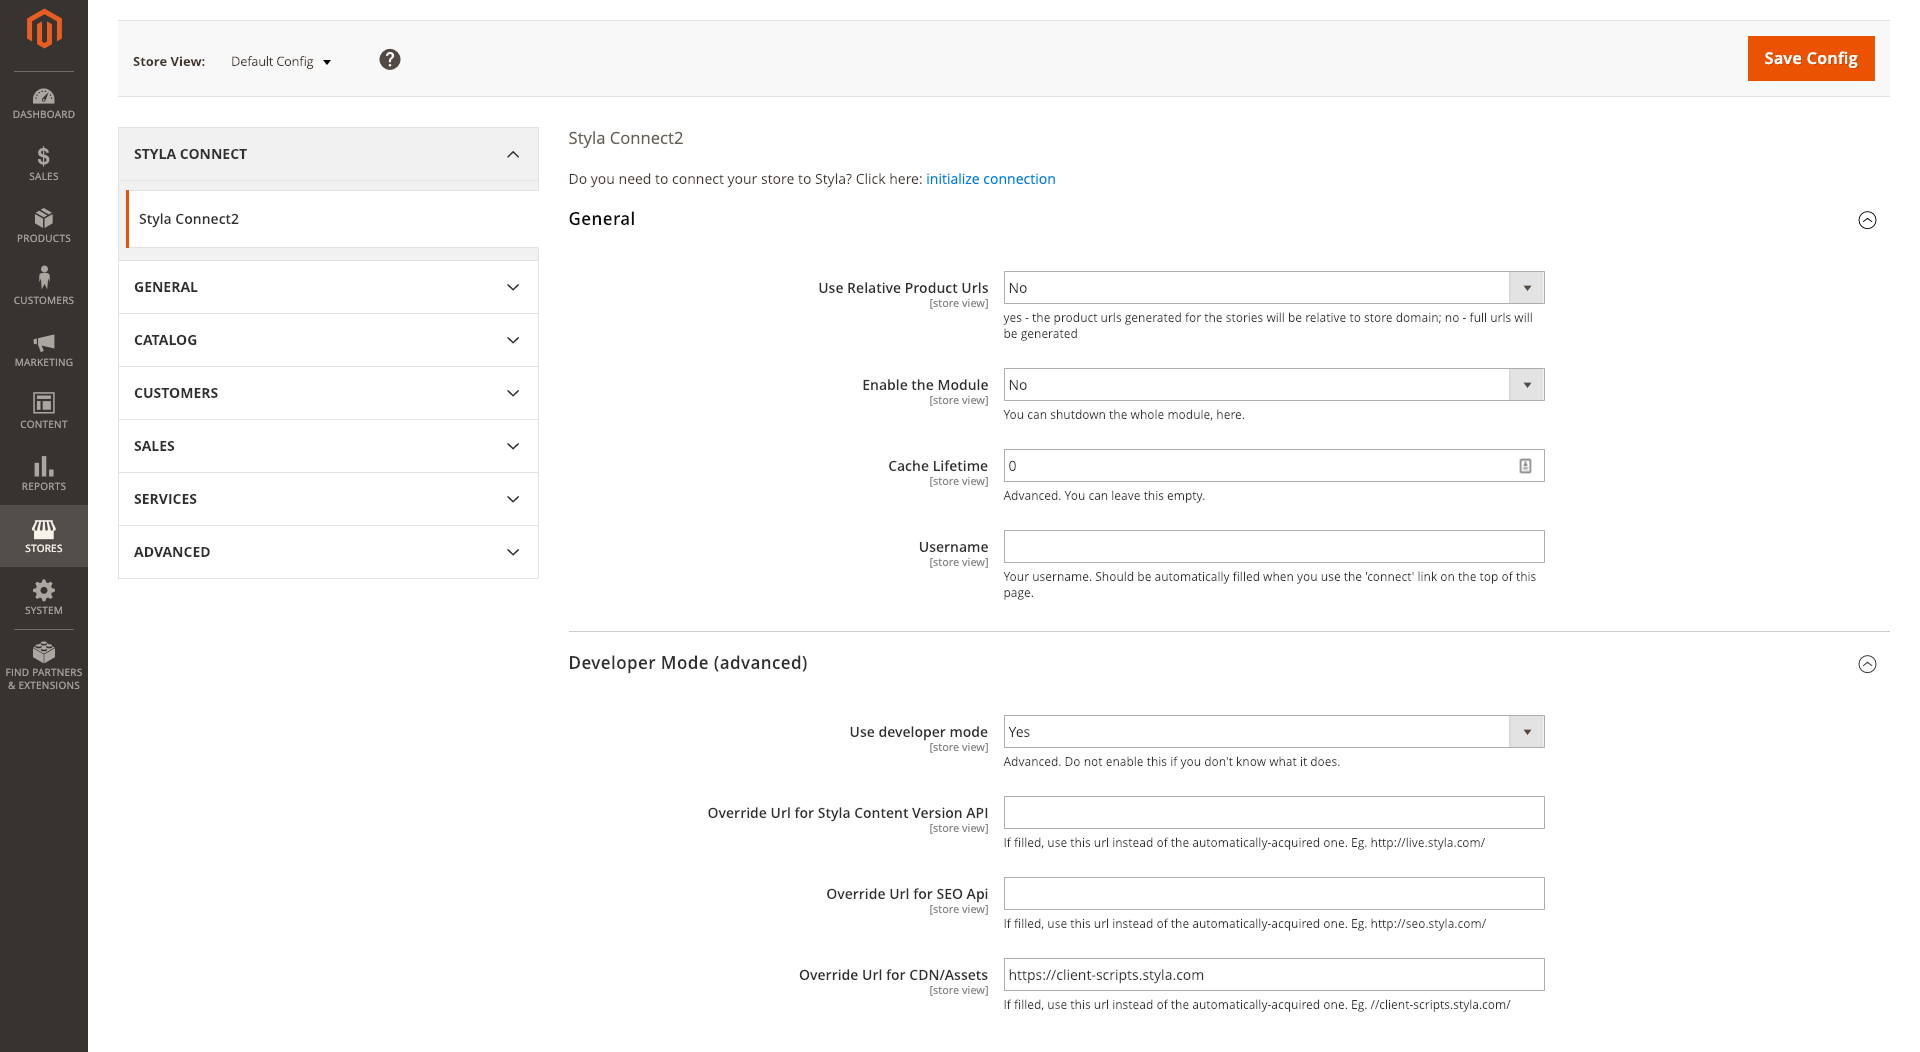 Store View:
Default Config
?
Save Config
DASHBOARD
SALES
PRODUCTS
CUSTOMERS
MARKETING
CONTENT
REPORTS
STORES
SYSTEM
FIND PARTNERS
& EXTENSIONS
STYLA CONNECT
Styla Connect2
GENERAL
CATALOG
CUSTOMERS
SALES
SERVICES
ADVANCED
Styla Connect2
Do you need to connect your store to Styla? Click here: initialize connection
General
Use Relative Product Urls
[store view]
No
yes - the product urls generated for the stories will be relative to store domain; no - full urls will
be generated
Enable the Module
[store view]
No
You can shutdown the whole module, here.
Cache Lifetime
[store view]
0
Advanced. You can leave this empty.
Username
[store view]
Your username. Should be automatically filled when you use the 'connect' link on the top of this
page.
Developer Mode (advanced)
Use developer mode
[store view]
Yes
Advanced. Do not enable this if you don't know what it does.
Override Url for Styla Content Version API
[store view]
If filled, use this url instead of the automatically-acquired one. Eg. http://live.styla.com/
Override Url for SEO Api
[store view]
If filled, use this url instead of the automatically-acquired one. Eg. http://seo.styla.com/
Override Url for CDN/Assets
[store view]
https://client-scripts.styla.com
If filled, use this url instead of the automatically-acquired one. Eg. //client-scripts.styla.com/